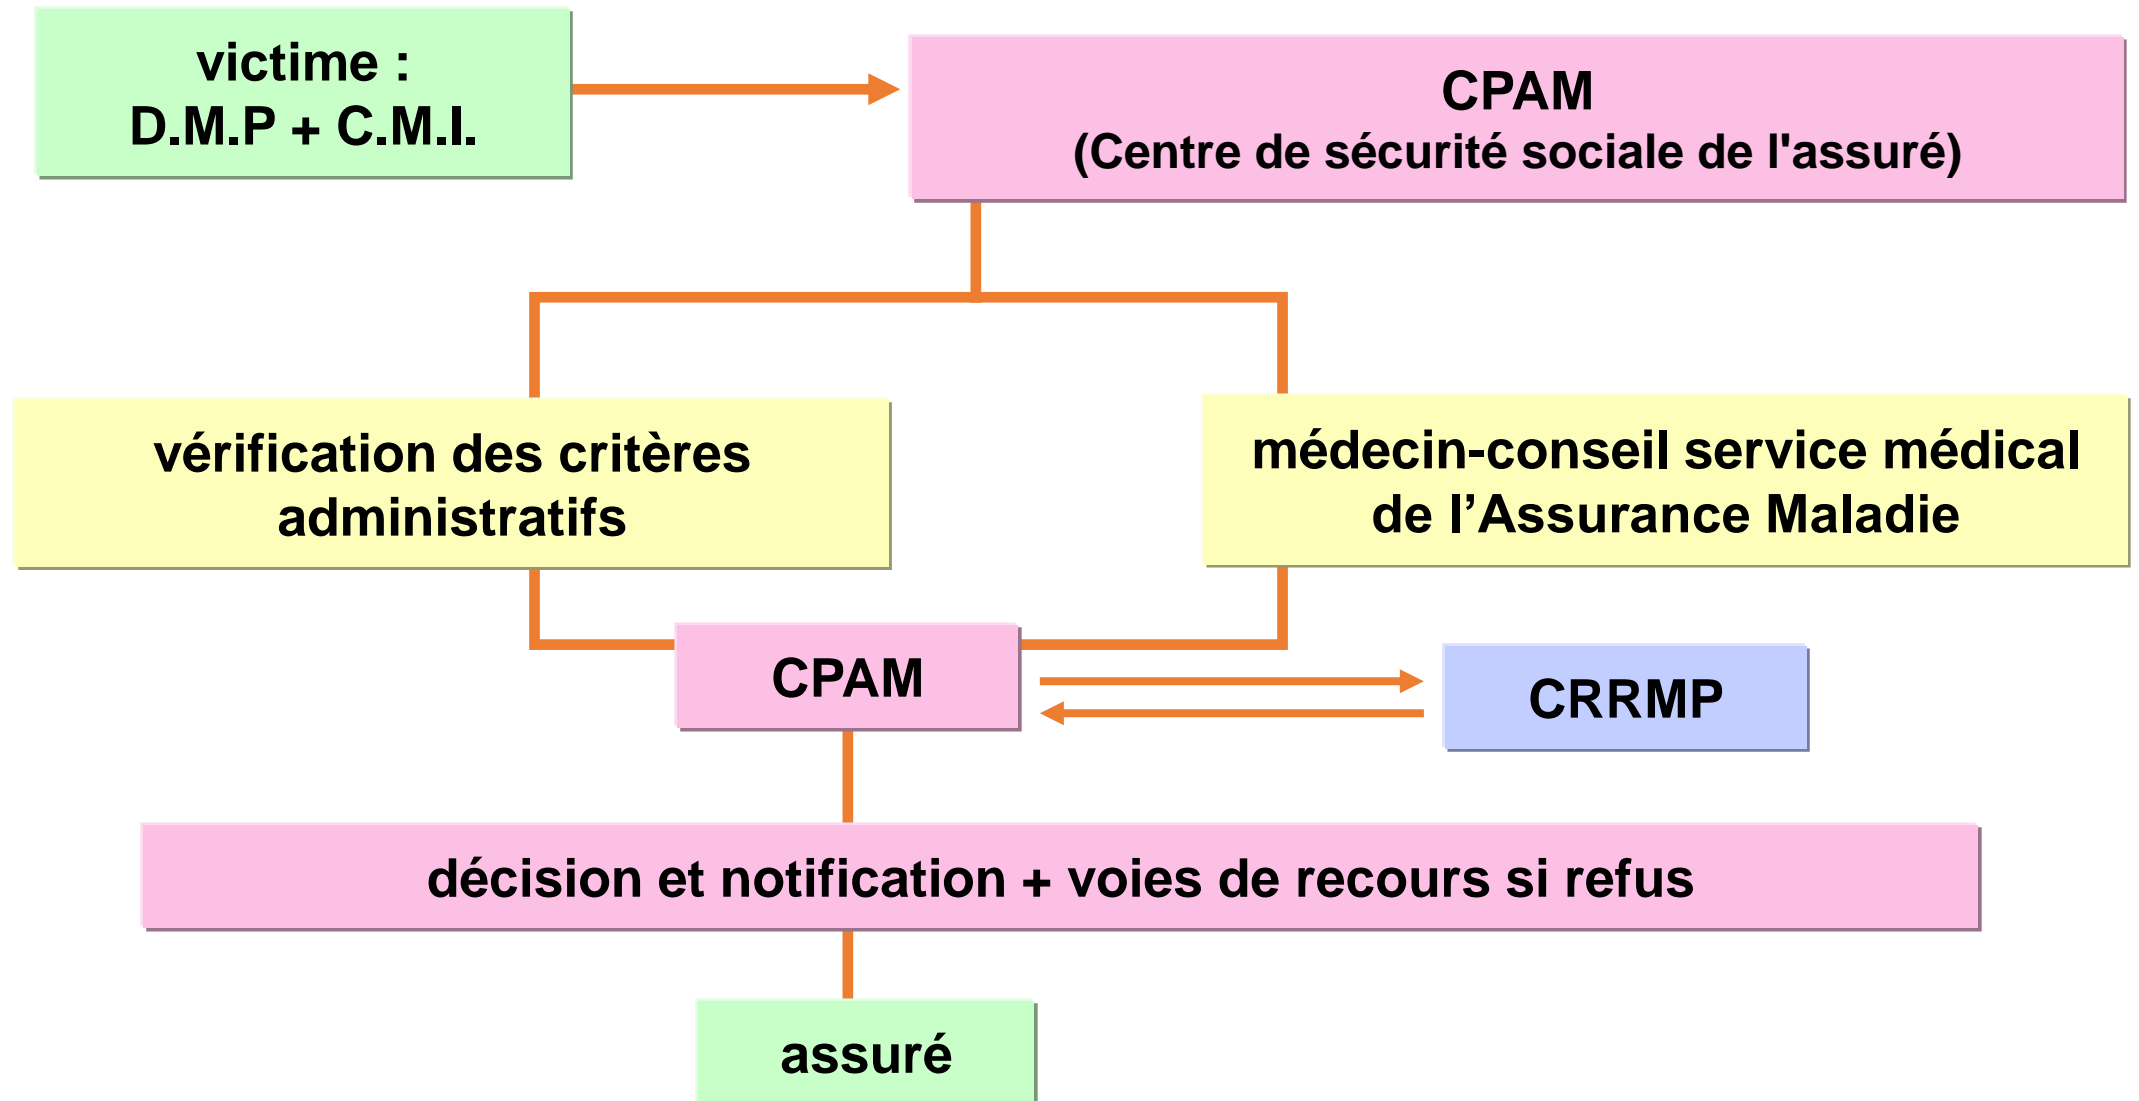 victime :
D.M.P + C.M.I.
CPAM
(Centre de sécurité sociale de l'assuré)
vérification des critères
administratifs
médecin-conseil service médical
de l’Assurance Maladie
CPAM
CRRMP
décision et notification + voies de recours si refus
assuré